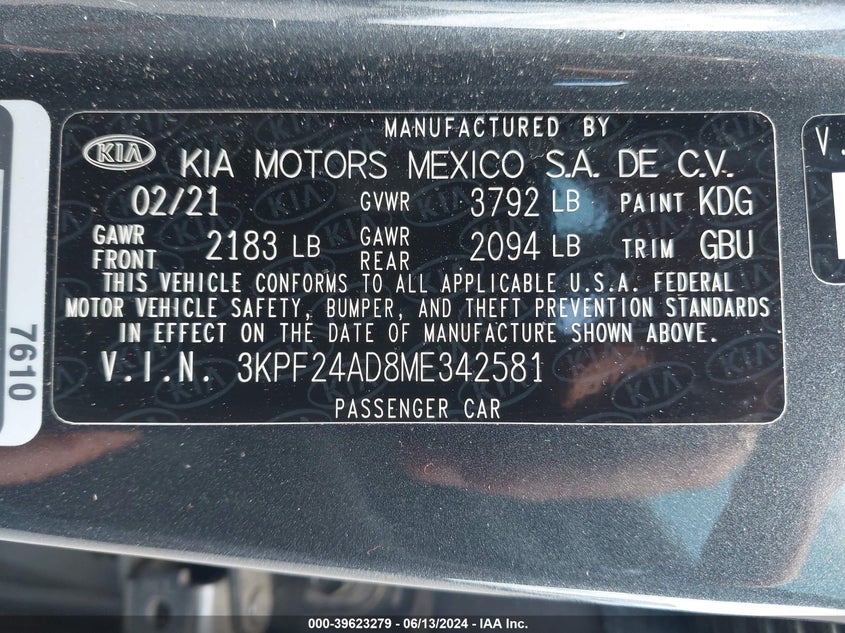 MANUFACTURED BY
KIA KIA MOTORS MEXICO S.A. DE C.V.
02/21 GVWR 3792 LB PAINT KDG
GAWR FRONT 2183 LB GAWR REAR 2094 LB TRIM GBU
THIS VEHICLE CONFORMS TO ALL APPLICABLE U.S.A. FEDERAL
MOTOR VEHICLE SAFETY, BUMPER, AND THEFT PREVENTION STANDARDS
IN EFFECT ON THE DATE OF MANUFACTURE SHOWN ABOVE.
V.I.N. 3KPF24AD8ME342581
PASSENGER CAR
7610
V.
000-39623279 - 06/13/2024 - IAA Inc.